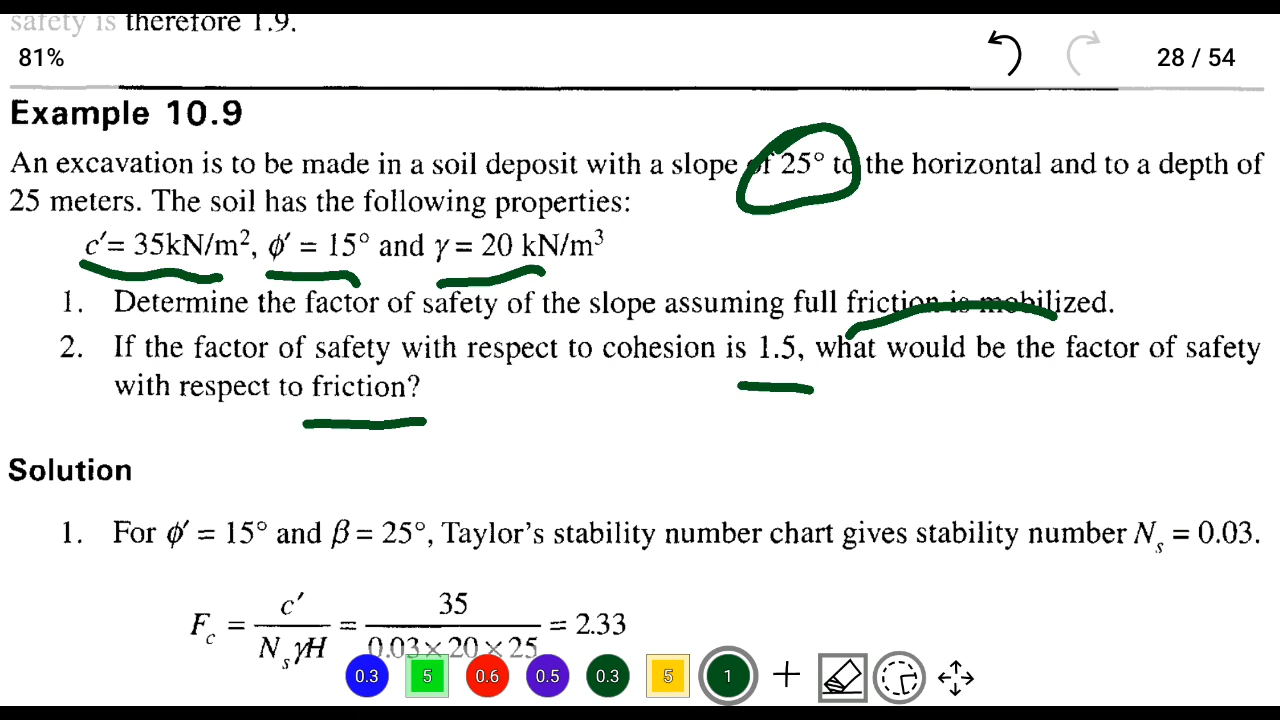 safety is therefore 1.9.
81%
28 / 54
Example 10.9
An excavation is to be made in a soil deposit with a slope of 25° to the horizontal and to a depth of
25 meters. The soil has the following properties:
c′= 35kN/m², ϕ′ = 15° and γ = 20 kN/m³
1. Determine the factor of safety of the slope assuming full friction is mobilized.
2. If the factor of safety with respect to cohesion is 1.5, what would be the factor of safety
with respect to friction?
Solution
1. For ϕ′ = 15° and β = 25°, Taylor's stability number chart gives stability number Nₛ = 0.03.
F_c = c′ / NₛγH = 35 / 0.03×20×25 = 2.33
0.3 5 0.6 0.5 0.3 5 1 +